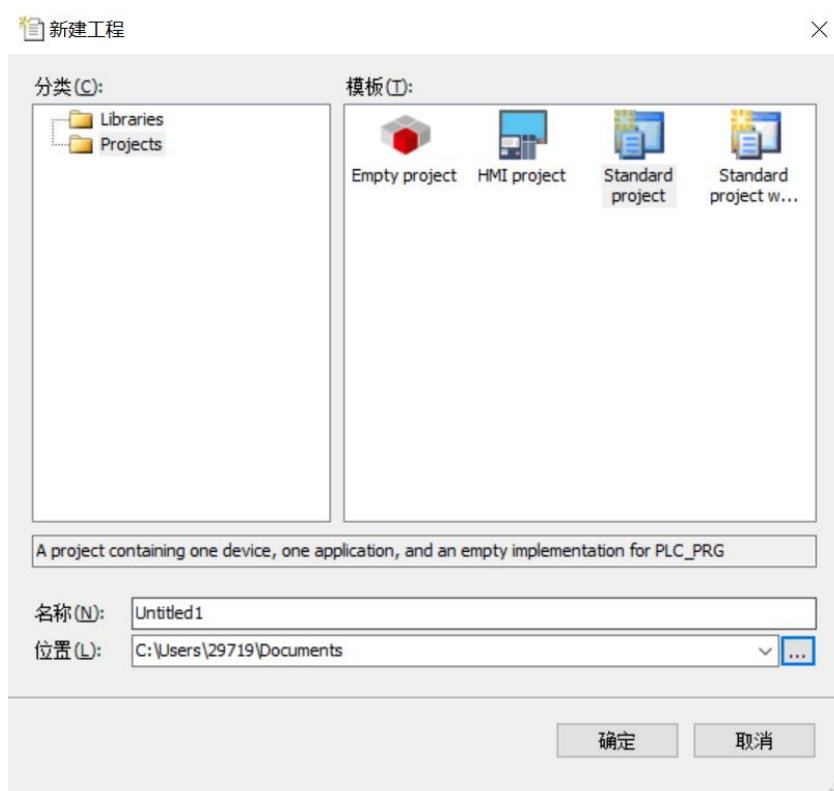 新建工程
分类(C):
模板(T):
Libraries
Projects
Empty project
HMI project
Standard
project
Standard
project w...
A project containing one device, one application, and an empty implementation for PLC_PRG
名称(N):
Untitled1
位置(L):
C:\Users\29719\Documents
...
确定
取消